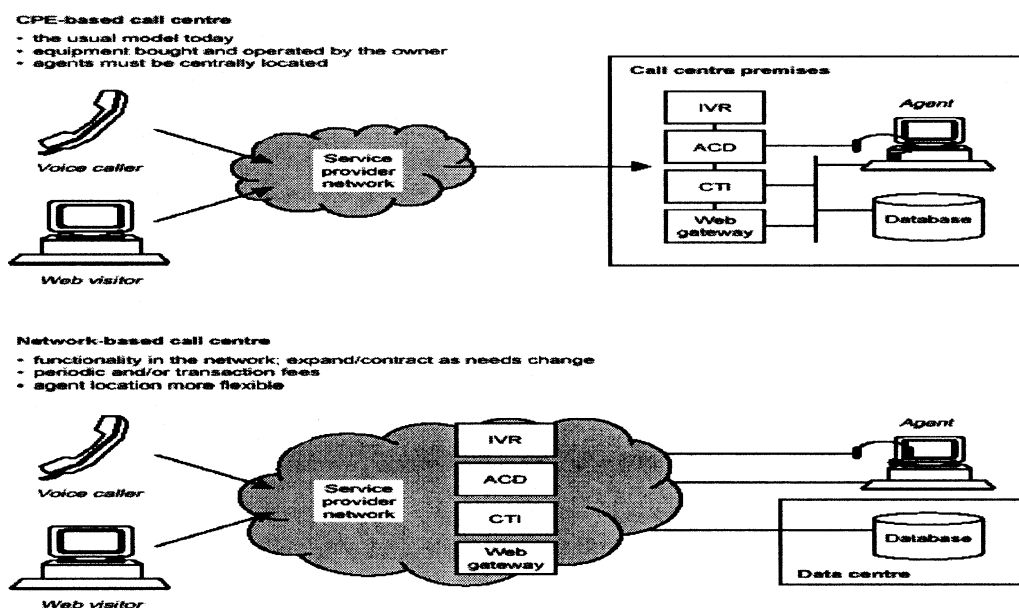 CPE-based call centre
• the usual model today
• equipment bought and operated by the owner
• agents must be centrally located
Call centre premises
IVR
Agent
ACD
Voice caller
Service
provider
network
CTI
Web
gateway
Database
Web visitor
Network-based call centre
• functionality in the network; expand/contract as needs change
• periodic and/or transaction fees
• agent location more flexible
Agent
IVR
ACD
Voice caller
Service
provider
network
CTI
Database
Web
gateway
Data centre
Web visitor